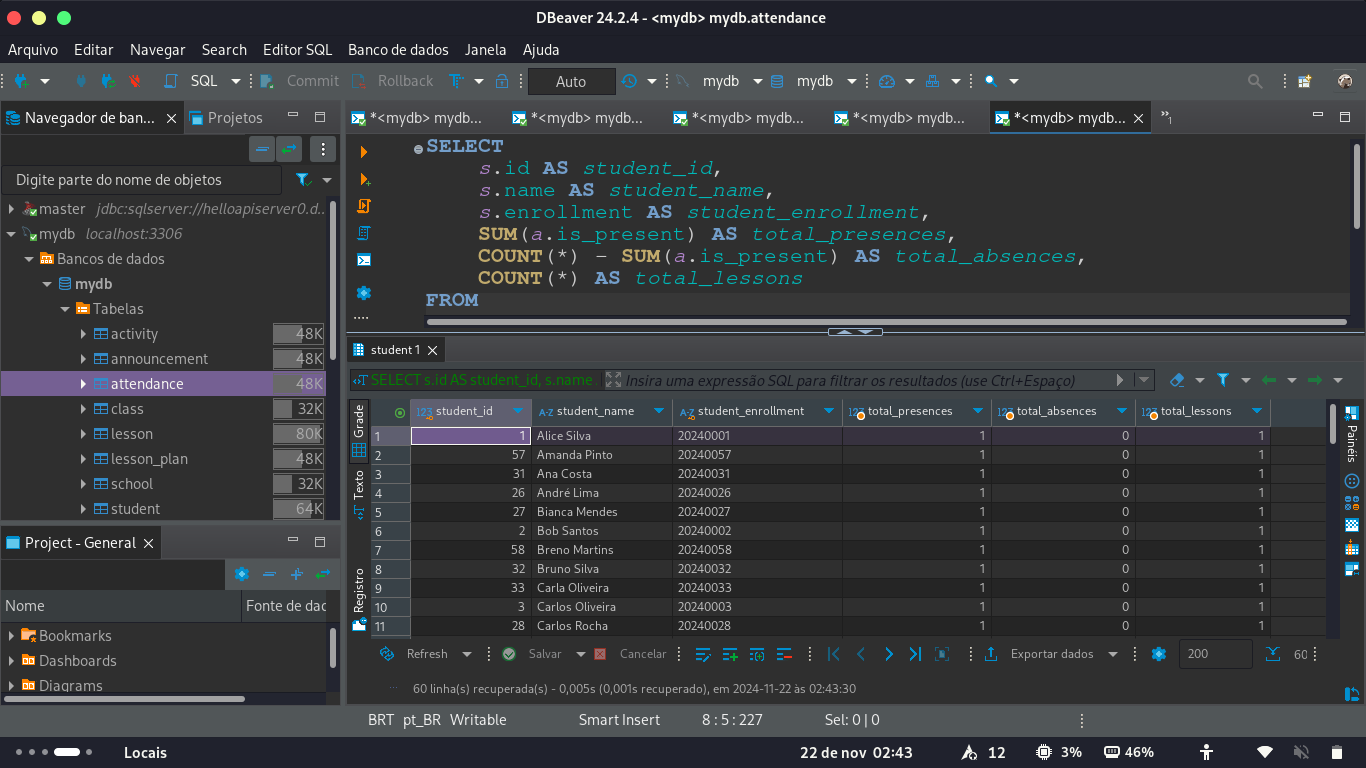 DBeaver 24.2.4 - <mydb> mydb.attendance
Arquivo Editar Navegar Search Editor SQL Banco de dados Janela Ajuda
SQL Commit Rollback Auto mydb mydb
Navegador de ban... Projetos
*<mydb> mydb... *<mydb> mydb... *<mydb> mydb... *<mydb> mydb... *<mydb> mydb... »1
Digite parte do nome de objetos
master jdbc:sqlserver://helloapiserver0.d...
mydb localhost:3306
Bancos de dados
mydb
Tabelas
activity 48K
announcement 48K
attendance 48K
class 32K
lesson 80K
lesson_plan 48K
school 32K
student 64K
Project - General
Nome Fonte de dac
Bookmarks
Dashboards
Diagrams
SELECT
s.id AS student_id,
s.name AS student_name,
s.enrollment AS student_enrollment,
SUM(a.is_present) AS total_presences,
COUNT(*) - SUM(a.is_present) AS total_absences,
COUNT(*) AS total_lessons
FROM
student 1
SELECT s.id AS student_id, s.name Insira uma expressão SQL para filtrar os resultados (use Ctrl+Espaço)
Grade
Texto
Registro
123 student_id A-Z student_name A-Z student_enrollment 123 total_presences 123 total_absences 123 total_lessons
1 1 Alice Silva 20240001 1 0 1
2 57 Amanda Pinto 20240057 1 0 1
3 31 Ana Costa 20240031 1 0 1
4 26 André Lima 20240026 1 0 1
5 27 Bianca Mendes 20240027 1 0 1
6 2 Bob Santos 20240002 1 0 1
7 58 Breno Martins 20240058 1 0 1
8 32 Bruno Silva 20240032 1 0 1
9 33 Carla Oliveira 20240033 1 0 1
10 3 Carlos Oliveira 20240003 1 0 1
11 28 Carlos Rocha 20240028 1 0 1
Painéis
Refresh Salvar Cancelar Exportar dados 200 60
60 linha(s) recuperada(s) - 0,005s (0,001s recuperado), em 2024-11-22 às 02:43:30
BRT pt_BR Writable Smart Insert 8 : 5 : 227 Sel: 0 | 0
Locais 22 de nov 02:43 12 3% 46%